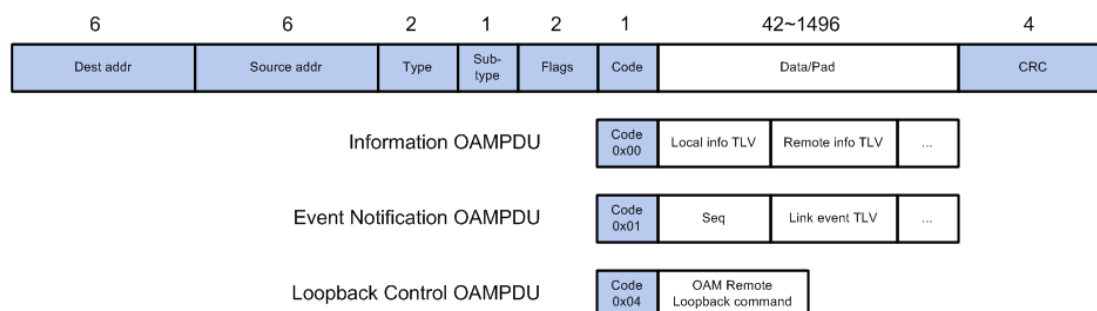 6 6 2 1 2 1 42~1496 4
Dest addr Source addr Type Sub-type Flags Code Data/Pad CRC
Information OAMPDU Code 0x00 Local info TLV Remote info TLV ...
Event Notification OAMPDU Code 0x01 Seq Link event TLV ...
Loopback Control OAMPDU Code 0x04 OAM Remote Loopback command